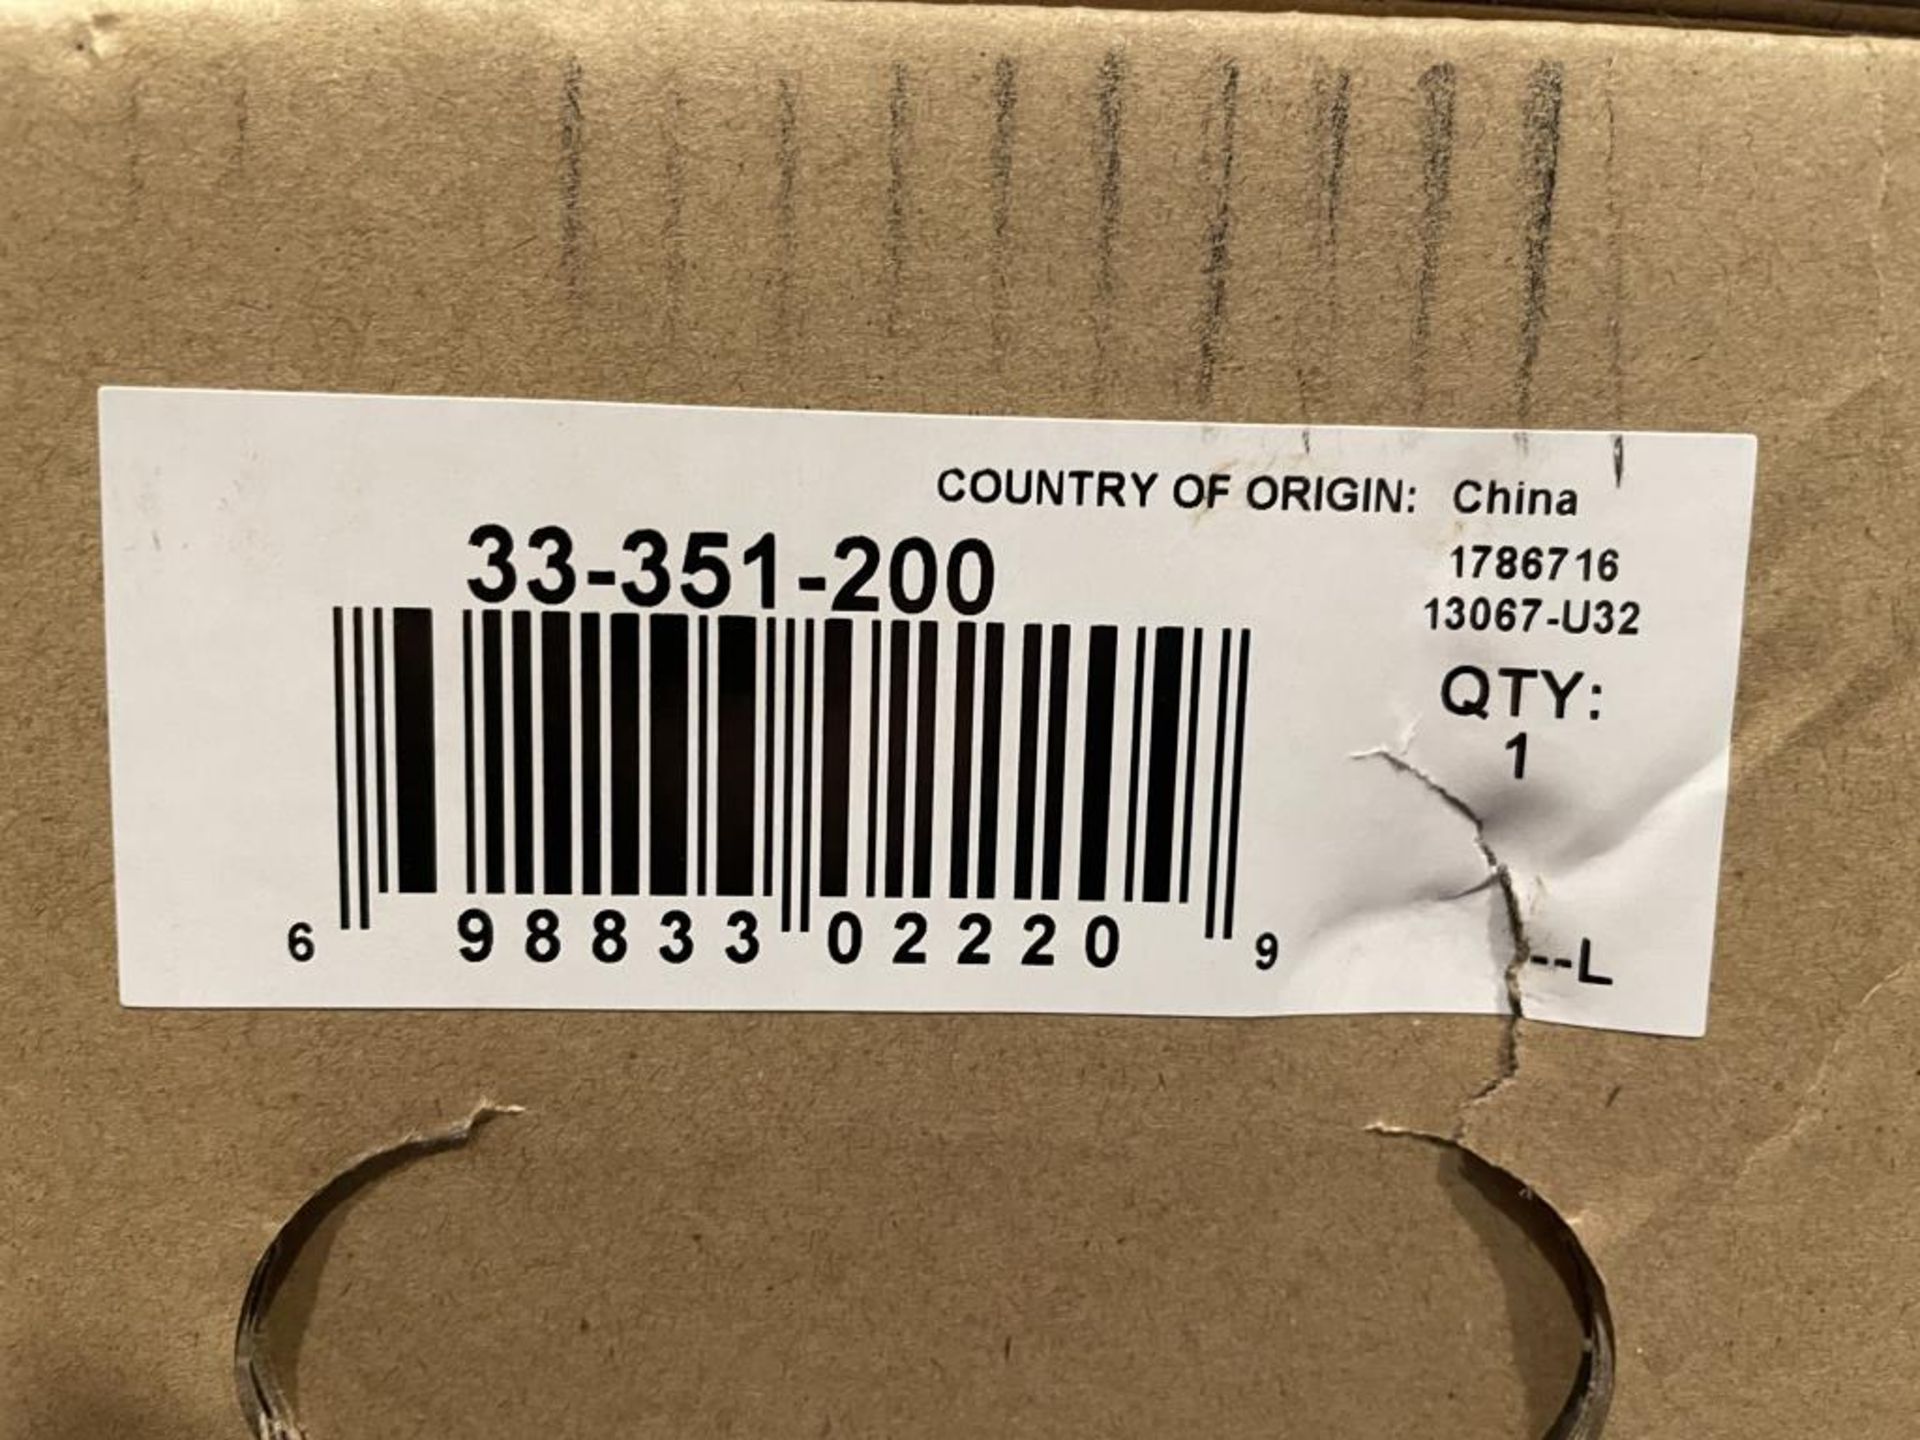 COUNTRY OF ORIGIN: China
33-351-200
1786716
13067-U32
QTY:
1
6 98833 02220 9
--L